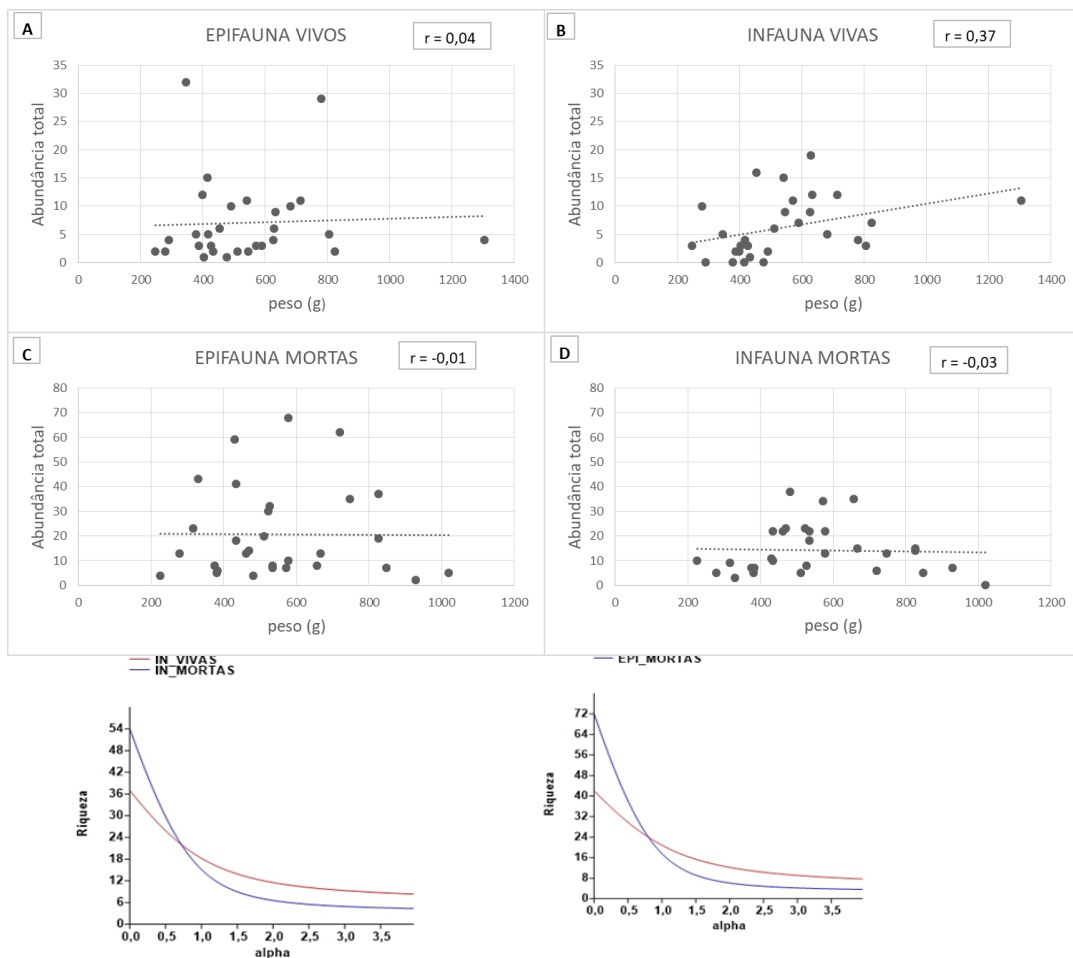 A
EPIFAUNA VIVOS
r = 0,04
Abundância total
35
30
25
20
15
10
5
0
0 200 400 600 800 1000 1200 1400
peso (g)
B
INFAUNA VIVAS
r = 0,37
Abundância total
35
30
25
20
15
10
5
0
0 200 400 600 800 1000 1200 1400
peso (g)
C
EPIFAUNA MORTAS
r = -0,01
Abundância total
80
70
60
50
40
30
20
10
0
0 200 400 600 800 1000 1200
peso (g)
D
INFAUNA MORTAS
r = -0,03
Abundância total
80
70
60
50
40
30
20
10
0
0 200 400 600 800 1000 1200
peso (g)
IN_VIVAS
IN_MORTAS
Riqueza
54
48
42
36
30
24
18
12
6
0
0,0 0,5 1,0 1,5 2,0 2,5 3,0 3,5
alpha
EPI_MORTAS
Riqueza
72
64
56
48
40
32
24
16
8
0
0,0 0,5 1,0 1,5 2,0 2,5 3,0 3,5
alpha